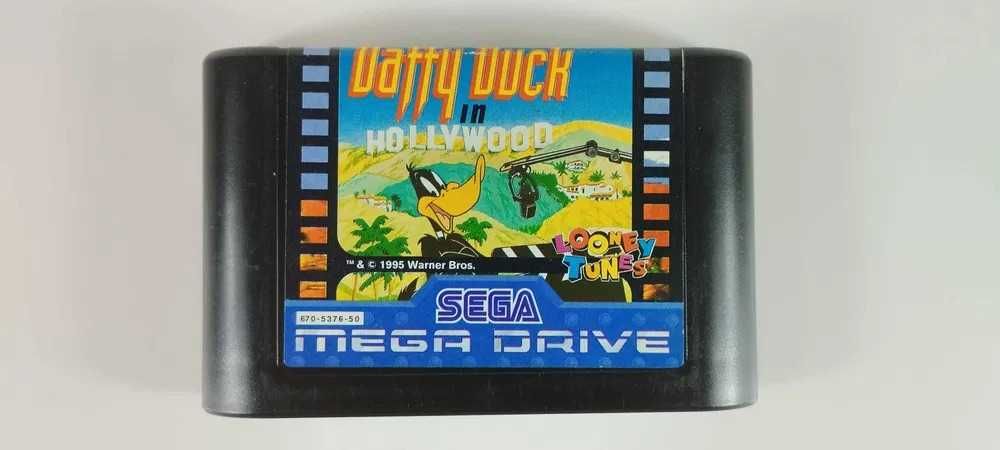 Daffy Duck
in
HOLLYWOOD
LOONEY
TUNES
™ & © 1995 Warner Bros.
SEGA
670-5376-50
MEGA DRIVE